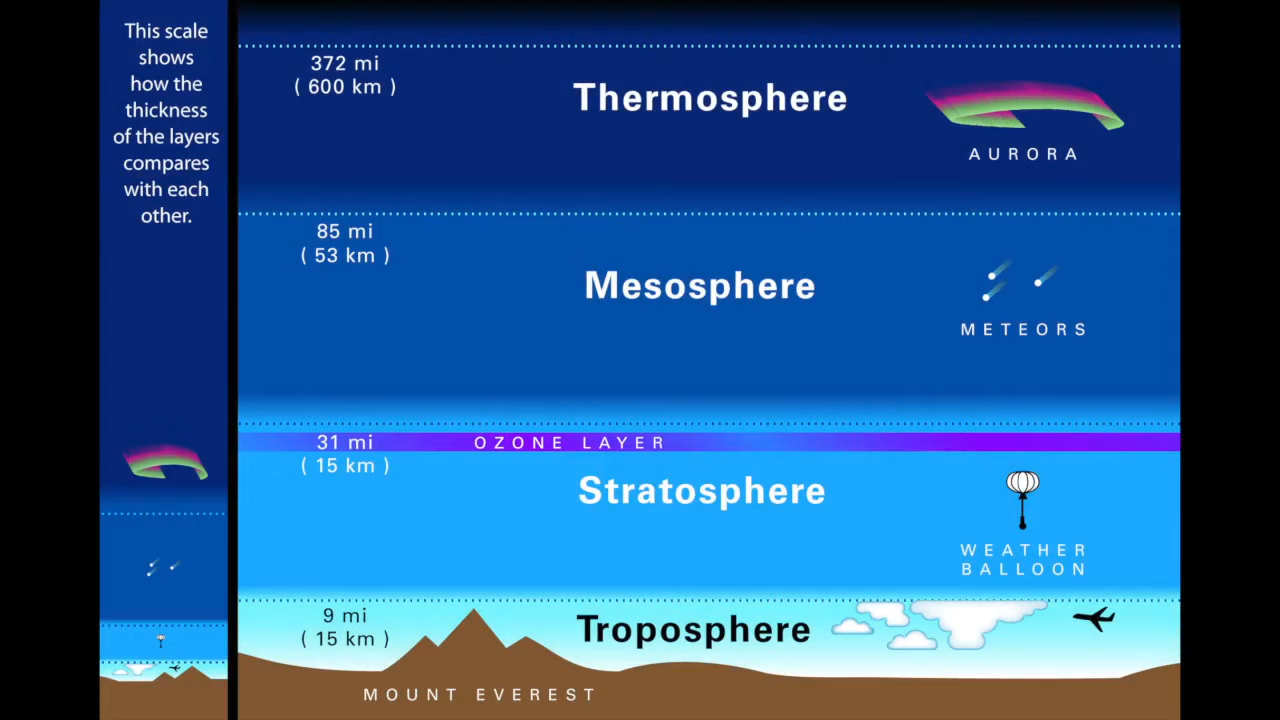 This scale
shows
how the
thickness
of the layers
compares
with each
other.
372 mi
( 600 km )
Thermosphere
AURORA
85 mi
( 53 km )
Mesosphere
METEORS
31 mi
( 15 km )
OZONE LAYER
Stratosphere
WEATHER
BALLOON
9 mi
( 15 km )
Troposphere
MOUNT EVEREST